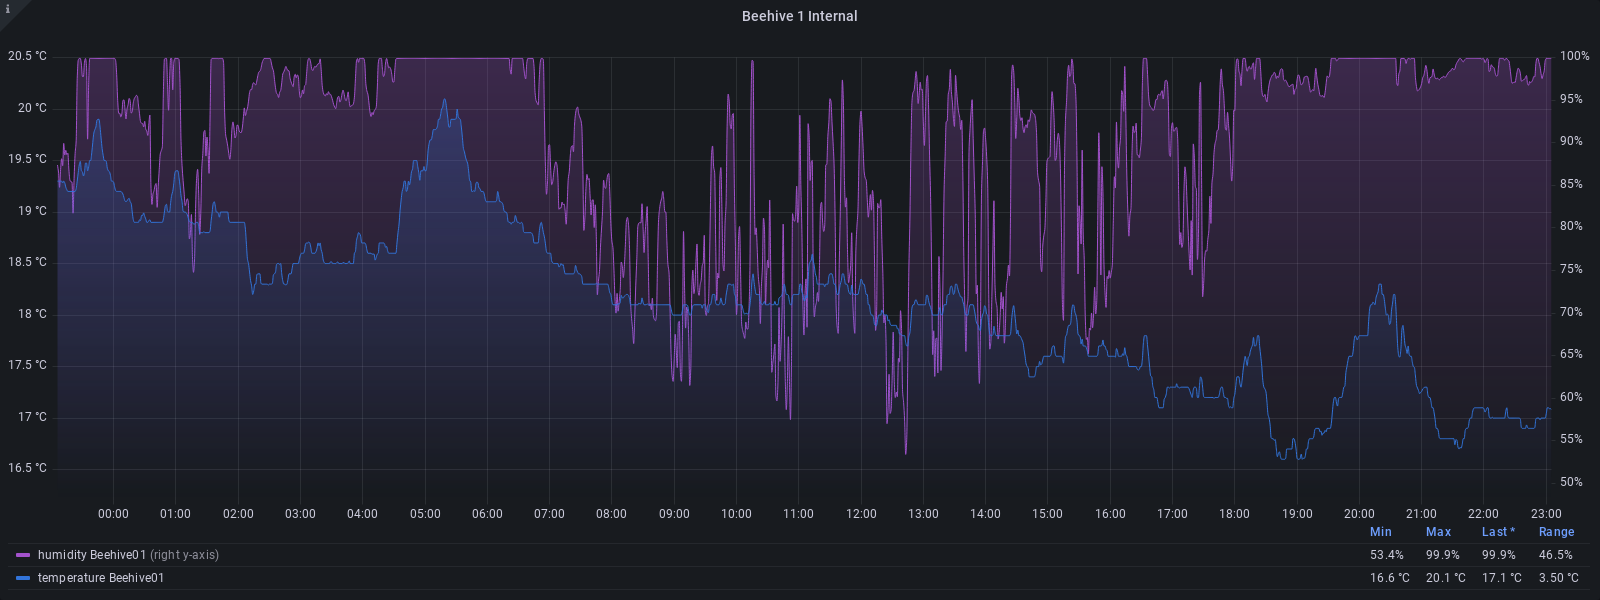 i
Beehive 1 Internal
20.5 °C
20 °C
19.5 °C
19 °C
18.5 °C
18 °C
17.5 °C
17 °C
16.5 °C
100%
95%
90%
85%
80%
75%
70%
65%
60%
55%
50%
00:00 01:00 02:00 03:00 04:00 05:00 06:00 07:00 08:00 09:00 10:00 11:00 12:00 13:00 14:00 15:00 16:00 17:00 18:00 19:00 20:00 21:00 22:00 23:00
Min Max Last * Range
humidity Beehive01 (right y-axis) 53.4% 99.9% 99.9% 46.5%
temperature Beehive01 16.6 °C 20.1 °C 17.1 °C 3.50 °C